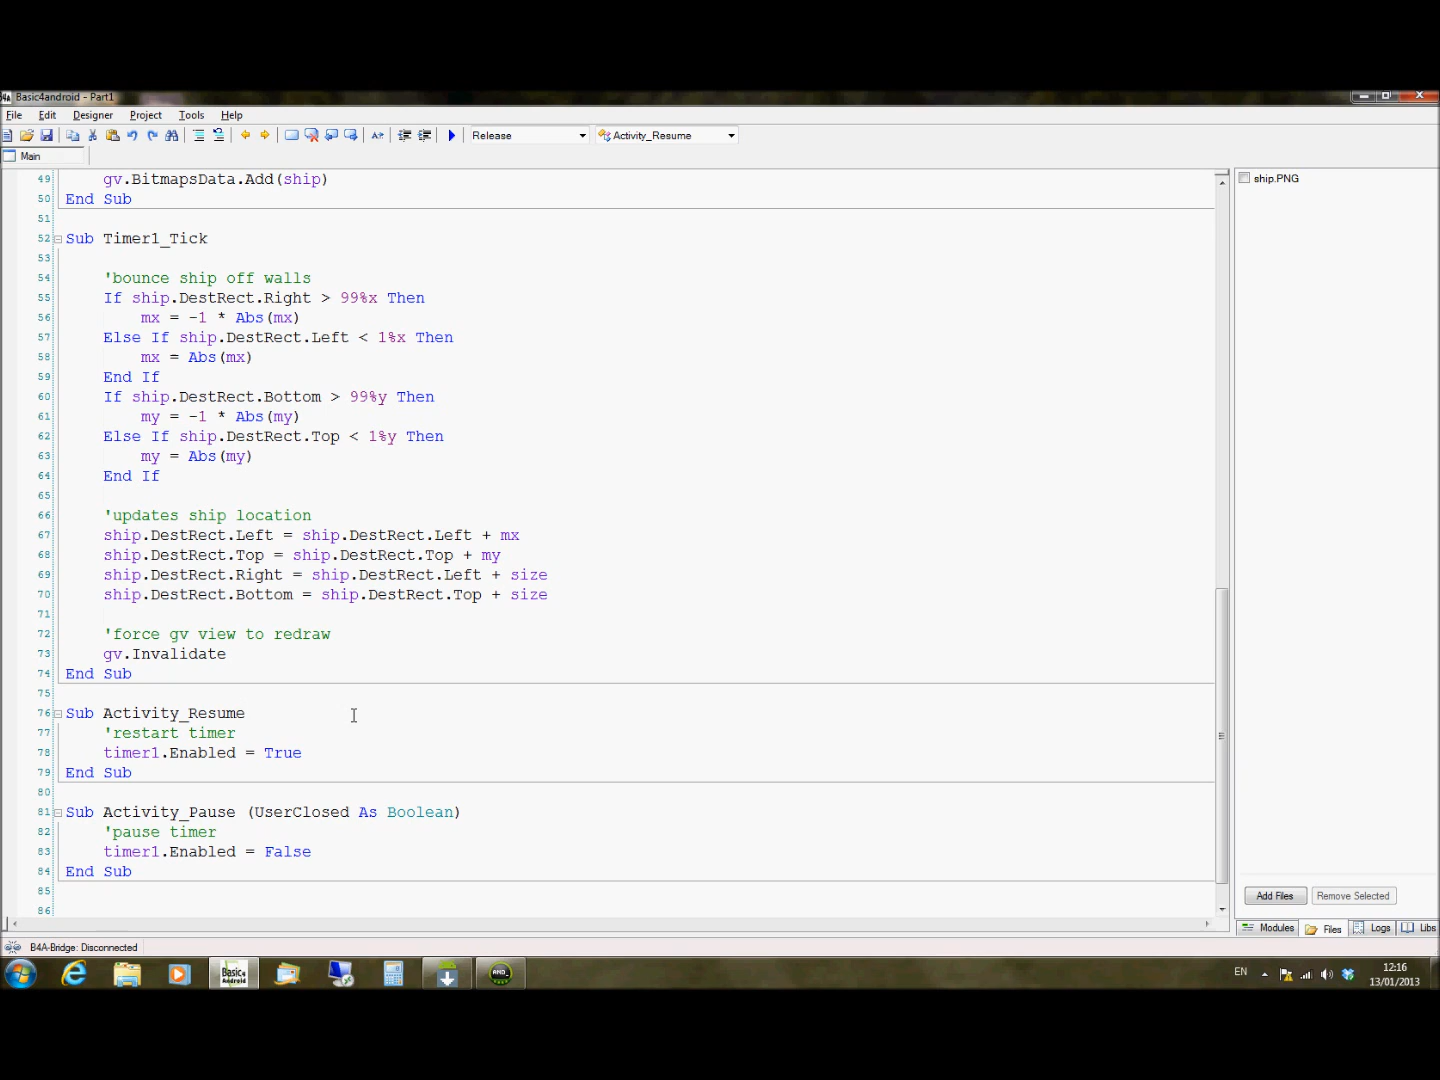 Basic4android - Part1
File Edit Designer Project Tools Help
Release Activity_Resume
Main
49 gv.BitmapsData.Add(ship)
50 End Sub
51
52 Sub Timer1_Tick
53
54 'bounce ship off walls
55 If ship.DestRect.Right > 99%x Then
56 mx = -1 * Abs(mx)
57 Else If ship.DestRect.Left < 1%x Then
58 mx = Abs(mx)
59 End If
60 If ship.DestRect.Bottom > 99%y Then
61 my = -1 * Abs(my)
62 Else If ship.DestRect.Top < 1%y Then
63 my = Abs(my)
64 End If
65
66 'updates ship location
67 ship.DestRect.Left = ship.DestRect.Left + mx
68 ship.DestRect.Top = ship.DestRect.Top + my
69 ship.DestRect.Right = ship.DestRect.Left + size
70 ship.DestRect.Bottom = ship.DestRect.Top + size
71
72 'force gv view to redraw
73 gv.Invalidate
74 End Sub
75
76 Sub Activity_Resume
77 'restart timer
78 timer1.Enabled = True
79 End Sub
80
81 Sub Activity_Pause (UserClosed As Boolean)
82 'pause timer
83 timer1.Enabled = False
84 End Sub
85
86
ship.PNG
Add Files Remove Selected
Modules Files Logs Libs
B4A-Bridge: Disconnected
Basic4 Android
EN
12:16
13/01/2013